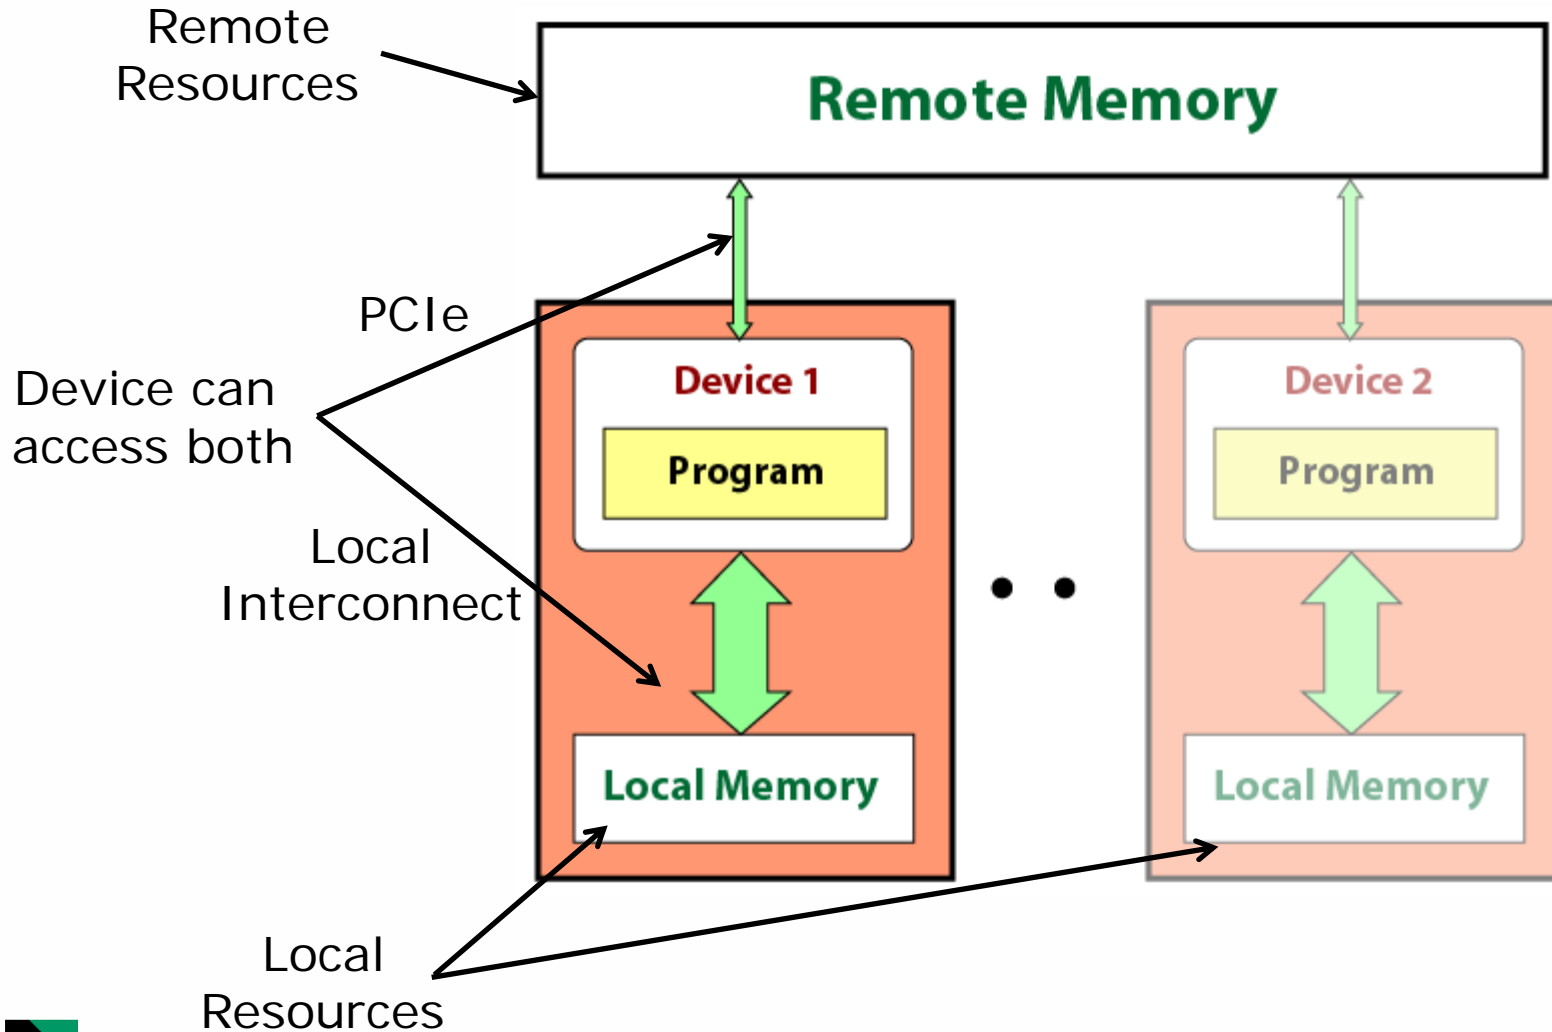 Remote
Resources
Remote Memory
PCIe
Device can
access both
Device 1
Program
Device 2
Program
Local
Interconnect
Local Memory
Local Memory
Local
Resources